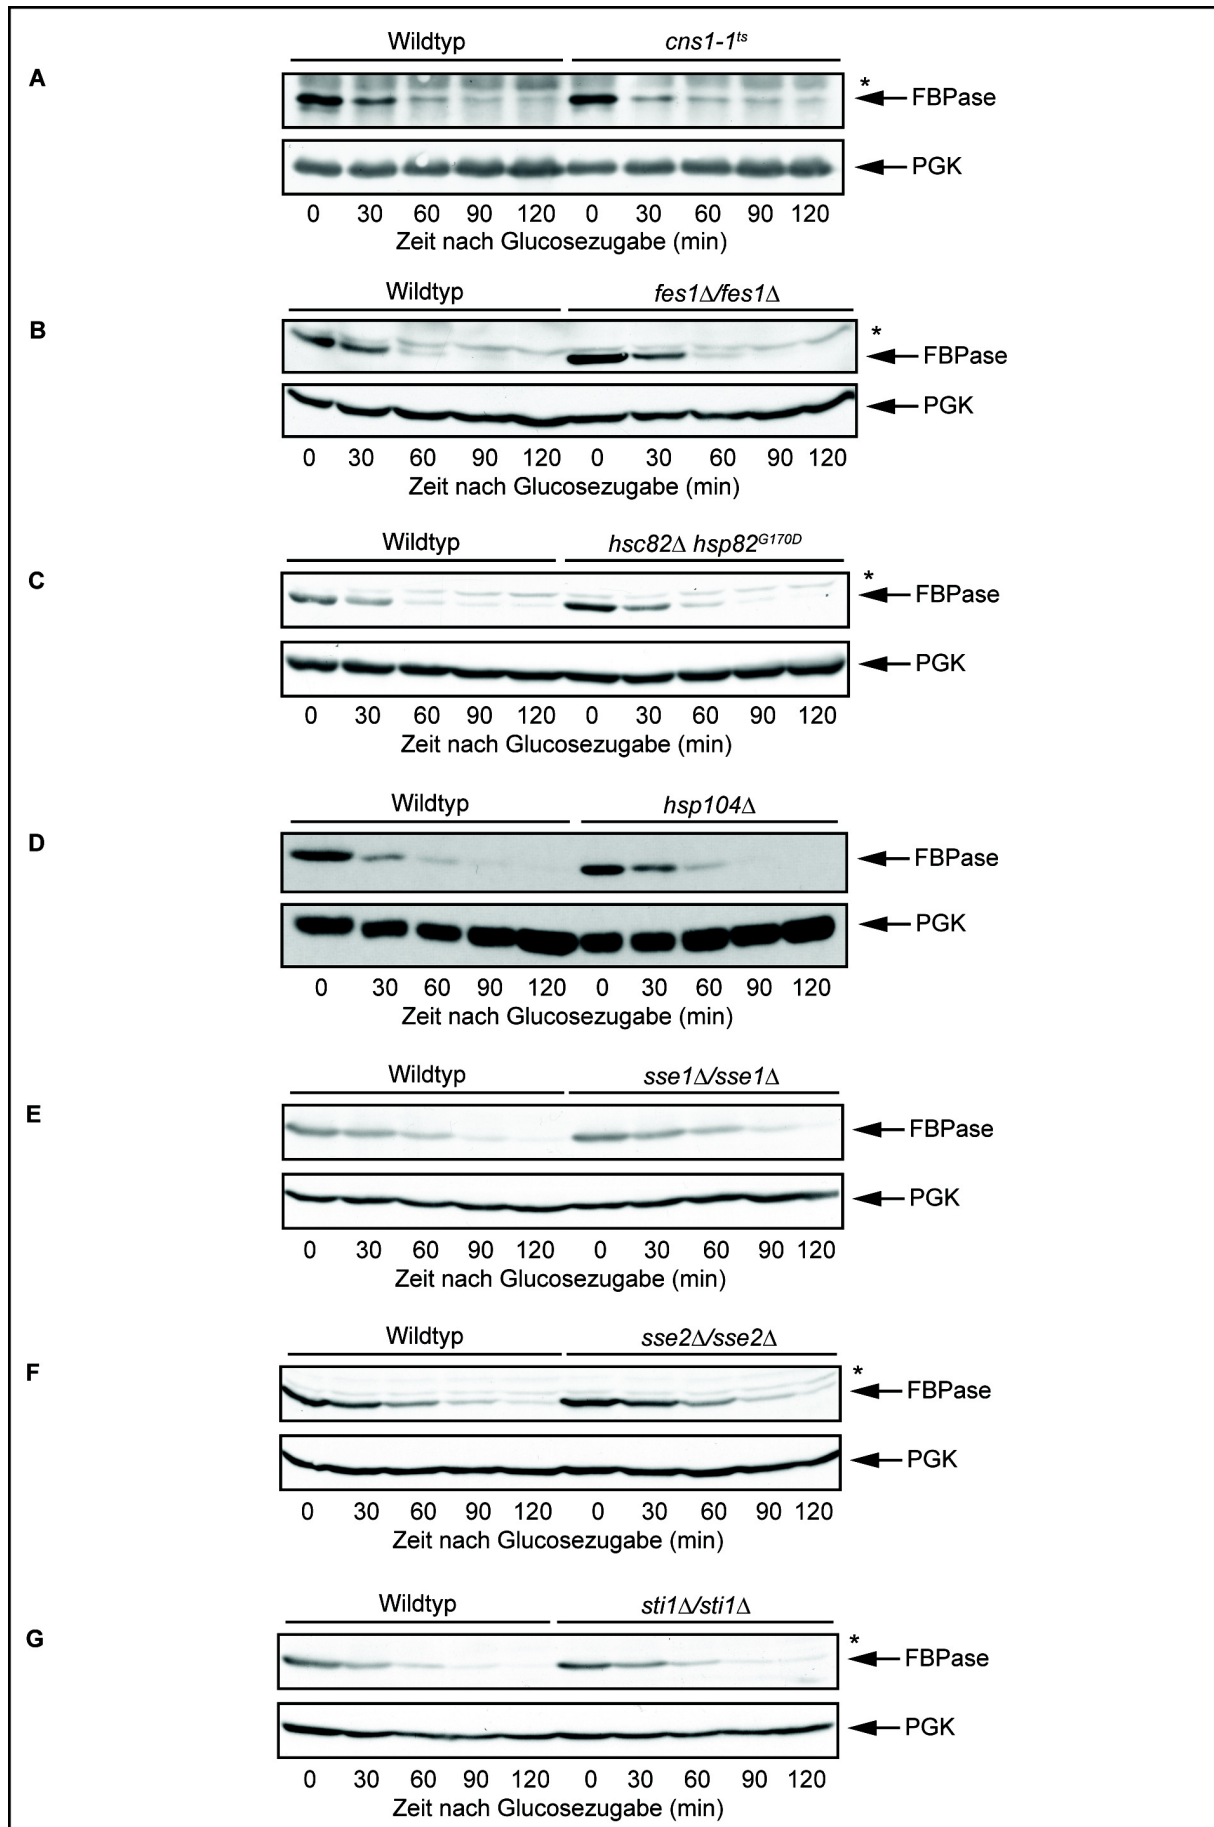 Wildtyp cns1-1ts
A
*
FBPase
PGK
0 30 60 90 120 0 30 60 90 120
Zeit nach Glucosezugabe (min)
Wildtyp fes1Δ/fes1Δ
B
*
FBPase
PGK
0 30 60 90 120 0 30 60 90 120
Zeit nach Glucosezugabe (min)
Wildtyp hsc82Δ hsp82G170D
C
*
FBPase
PGK
0 30 60 90 120 0 30 60 90 120
Zeit nach Glucosezugabe (min)
Wildtyp hsp104Δ
D
FBPase
PGK
0 30 60 90 120 0 30 60 90 120
Zeit nach Glucosezugabe (min)
Wildtyp sse1Δ/sse1Δ
E
FBPase
PGK
0 30 60 90 120 0 30 60 90 120
Zeit nach Glucosezugabe (min)
Wildtyp sse2Δ/sse2Δ
F
*
FBPase
PGK
0 30 60 90 120 0 30 60 90 120
Zeit nach Glucosezugabe (min)
Wildtyp sti1Δ/sti1Δ
G
*
FBPase
PGK
0 30 60 90 120 0 30 60 90 120
Zeit nach Glucosezugabe (min)